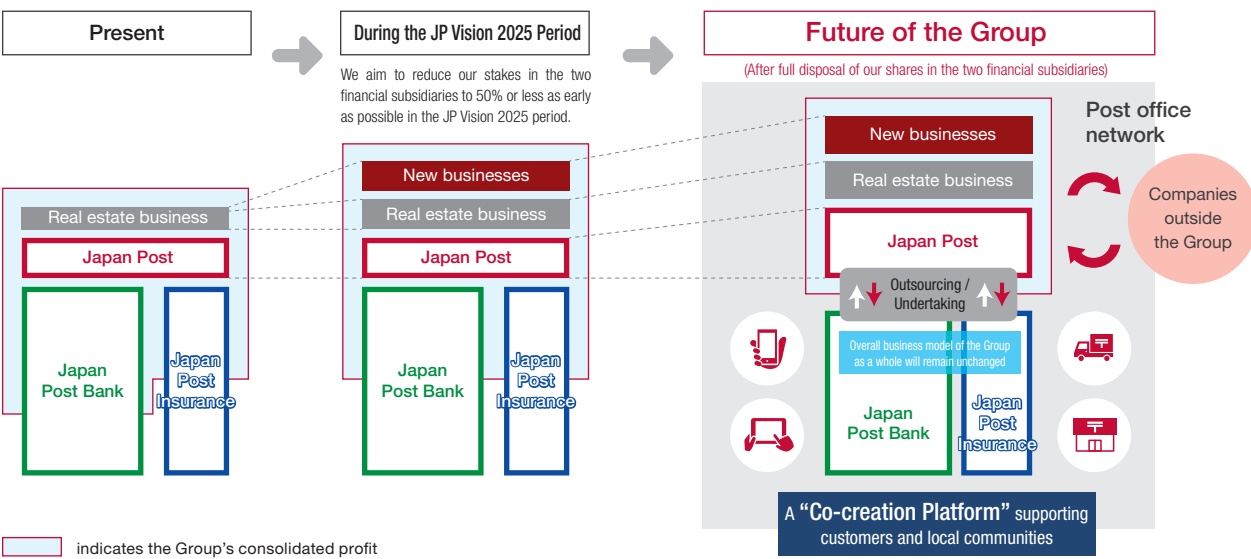 Present
Real estate business
Japan Post
Japan
Post Bank
Japan
Post
Insurance
During the JP Vision 2025 Period
We aim to reduce our stakes in the two
financial subsidiaries to 50% or less as early
as possible in the JP Vision 2025 period.
New businesses
Real estate business
Japan Post
Japan
Post Bank
Japan
Post
Insurance
Future of the Group
(After full disposal of our shares in the two financial subsidiaries)
New businesses
Real estate business
Japan Post
Outsourcing /
Undertaking
Overall business model of the Group
as a whole will remain unchanged
Japan
Post Bank
Japan
Post
Insurance
Post office
network
Companies
outside
the Group
A “Co-creation Platform” supporting
customers and local communities
indicates the Group’s consolidated profit